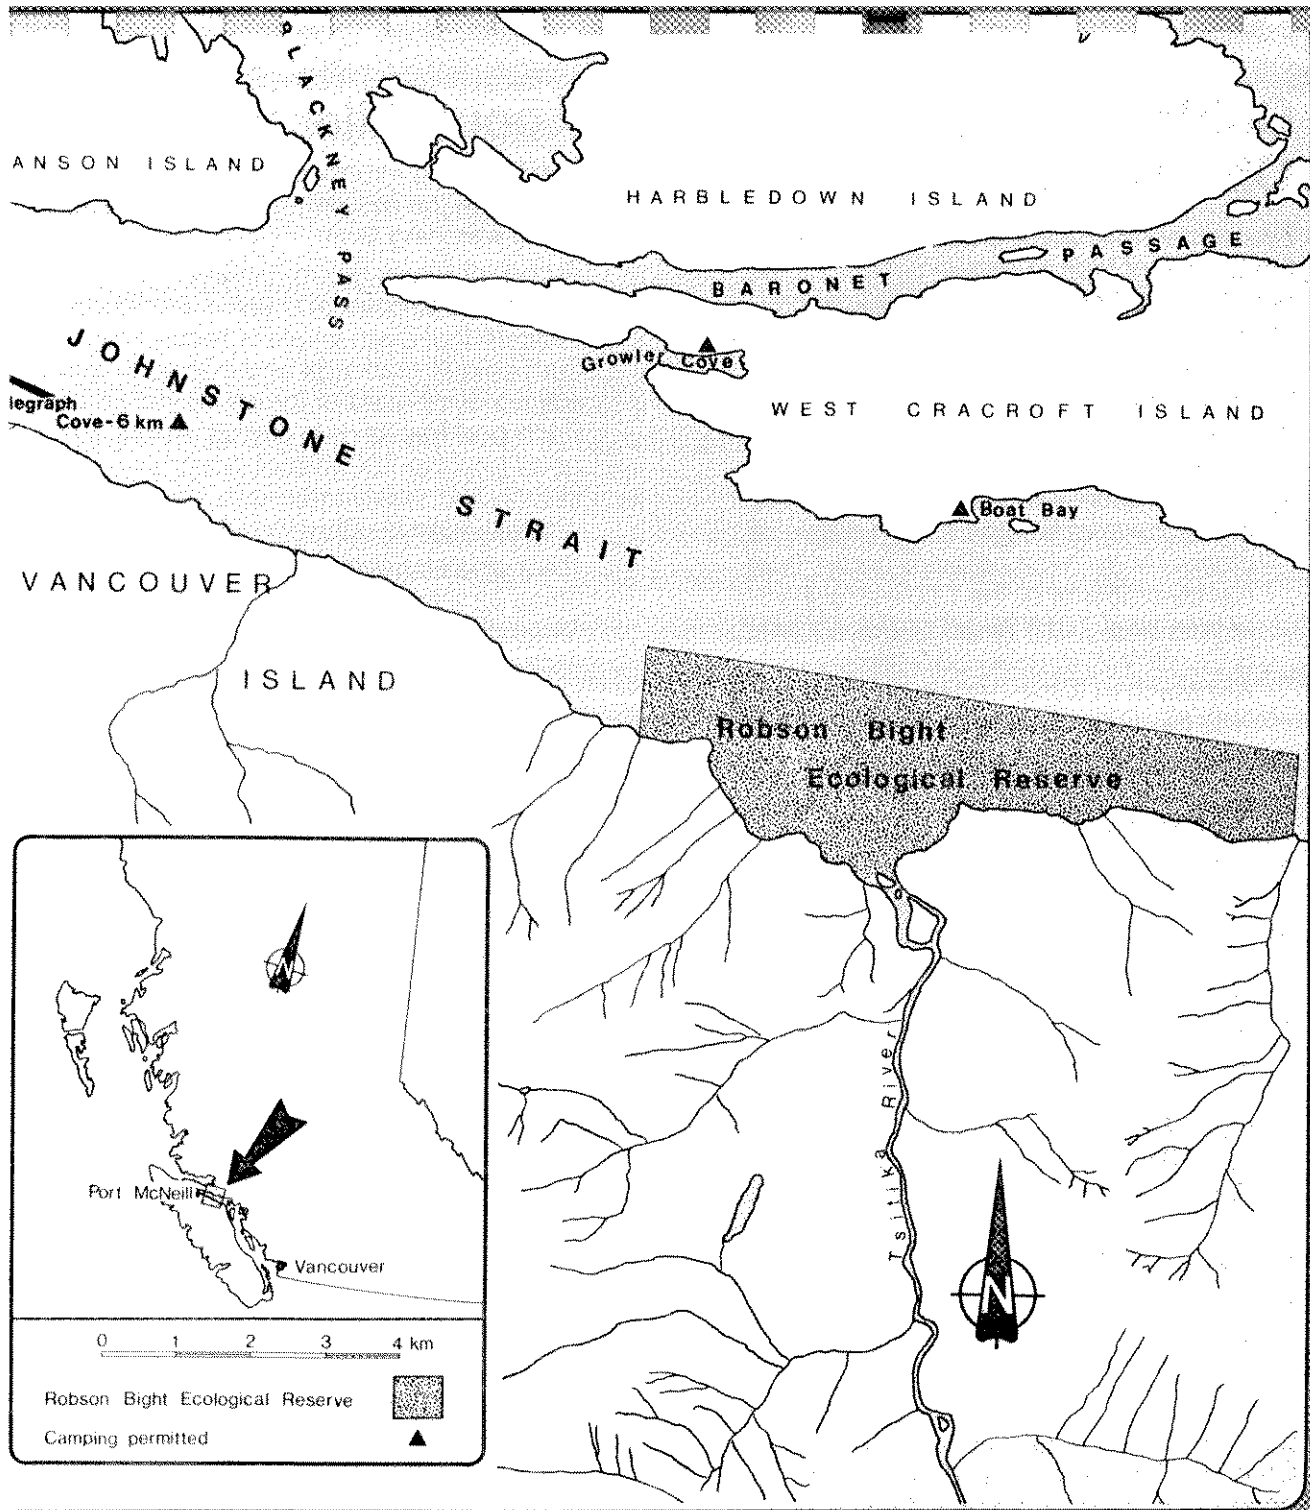 BLACKNEY PASS
ANSON ISLAND
HARBLEDOWN ISLAND
BARONET PASSAGE
JOHNSTONE STRAIT
Growler Cove
legraph
Cove-6 km
WEST CRACROFT ISLAND
Boat Bay
VANCOUVER
ISLAND
Robson Bight
Ecological Reserve
Tsitika River
N
N
Port McNeill
Vancouver
0 1 2 3 4 km
Robson Bight Ecological Reserve
Camping permitted